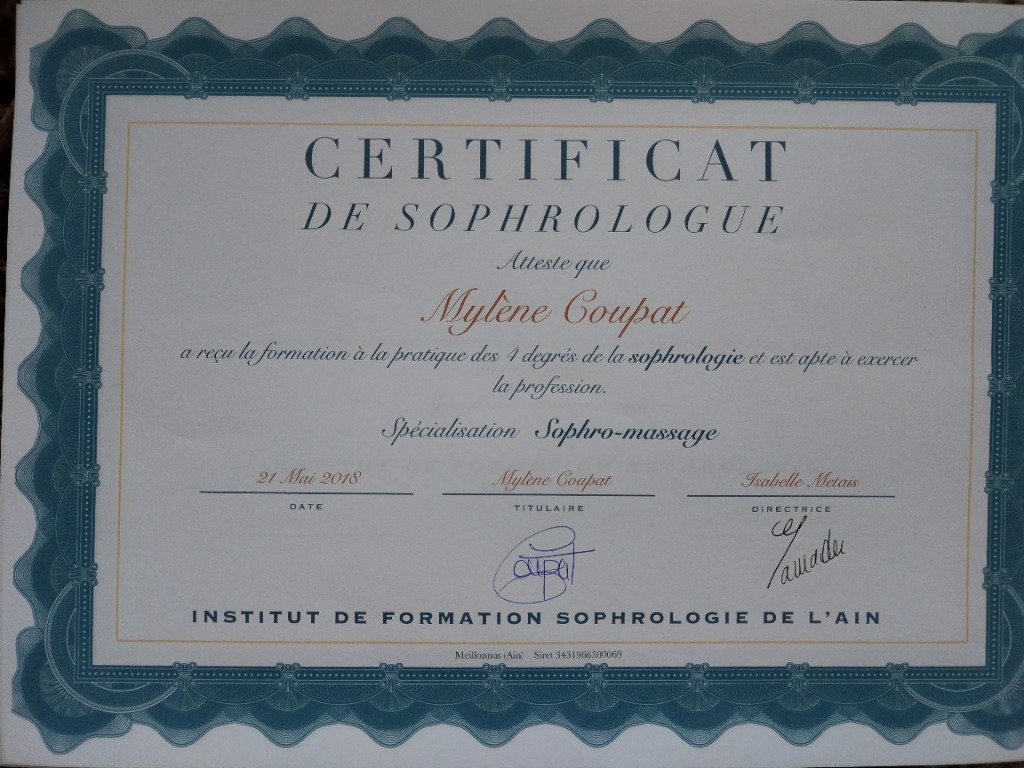 CERTIFICAT
DE SOPHROLOGUE
Atteste que
Mylène Coupat
a reçu la formation à la pratique des 4 degrés de la sophrologie et est apte à exercer
la profession.
Spécialisation Sophro-massage
21 Mai 2018 Mylène Coupat Isabelle Metais
DATE TITULAIRE DIRECTRICE
Coupat
INSTITUT DE FORMATION SOPHROLOGIE DE L'AIN
Meillonnas (Ain) Siret 3431966300069